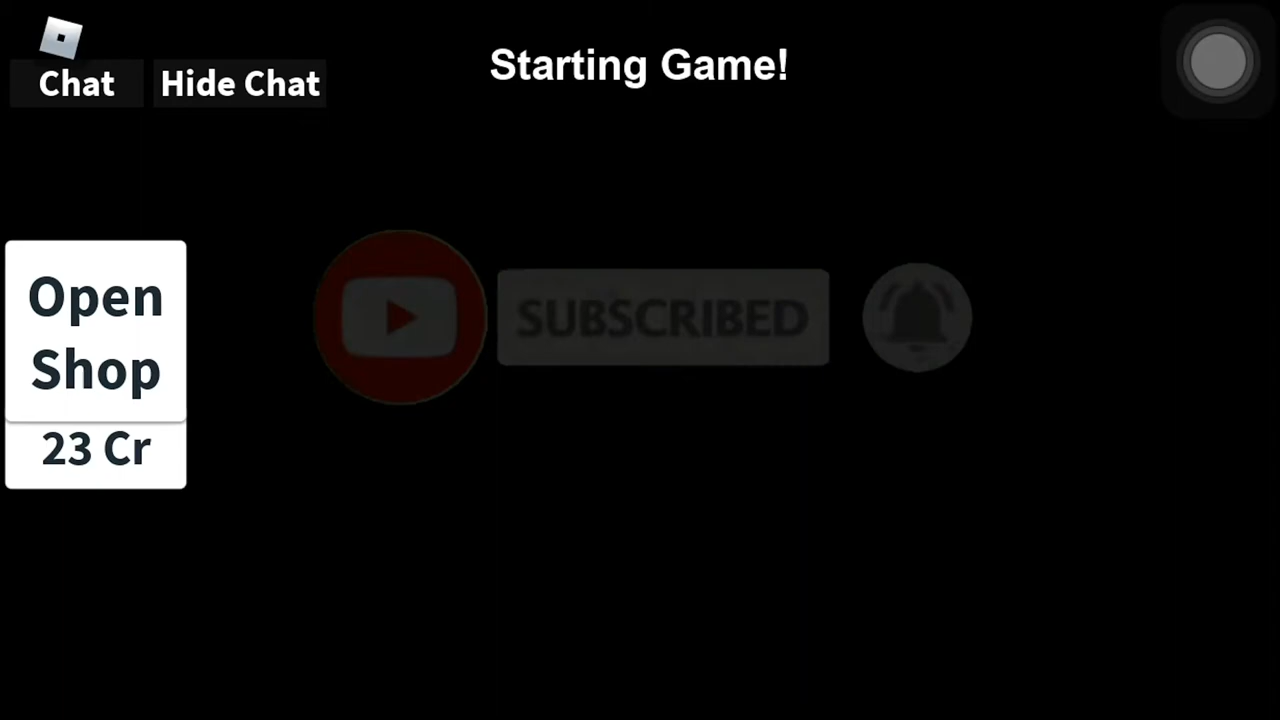 Starting Game!
Chat
Hide Chat
SUBSCRIBED
Open
Shop
23 Cr